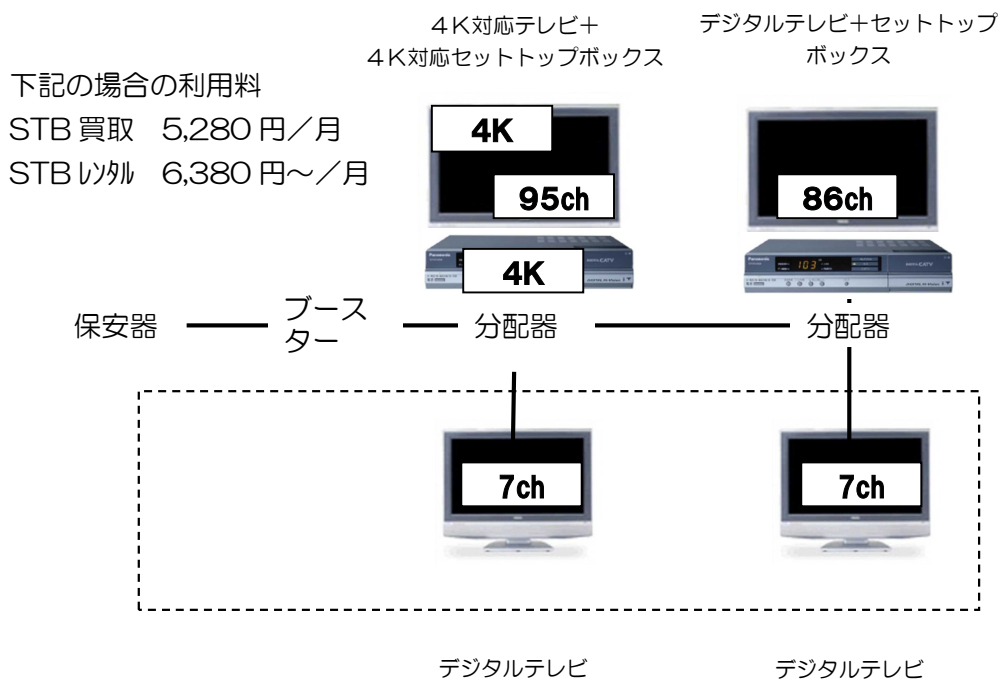 ４Ｋ対応テレビ＋
４Ｋ対応セットトップボックス
デジタルテレビ＋セットトップ
ボックス
下記の場合の利用料
STB 買取　5,280 円／月
STB ﾚﾝﾀﾙ　6,380 円～／月
4K
95ch
86ch
4K
Panasonic
Panasonic
103
保安器
ブース
ター
分配器
分配器
7ch
7ch
デジタルテレビ
デジタルテレビ